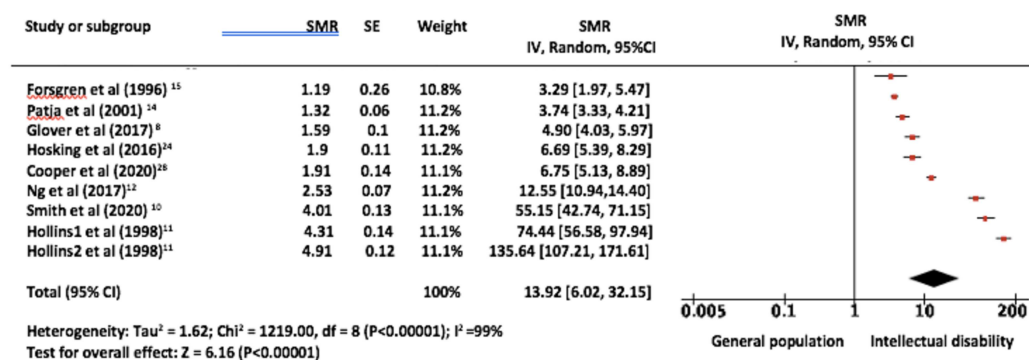 Study or subgroup SMR SE Weight SMR SMR
IV, Random, 95%CI IV, Random, 95% CI
Forsgren et al (1996) ¹⁵ 1.19 0.26 10.8% 3.29 [1.97, 5.47]
Patja et al (2001) ¹⁴ 1.32 0.06 11.2% 3.74 [3.33, 4.21]
Glover et al (2017)⁸ 1.59 0.1 11.2% 4.90 [4.03, 5.97]
Hosking et al (2016)²⁴ 1.9 0.11 11.2% 6.69 [5.39, 8.29]
Cooper et al (2020)²⁸ 1.91 0.14 11.1% 6.75 [5.13, 8.89]
Ng et al (2017)¹² 2.53 0.07 11.2% 12.55 [10.94,14.40]
Smith et al (2020) ¹⁰ 4.01 0.13 11.1% 55.15 [42.74, 71.15]
Hollins1 et al (1998)¹¹ 4.31 0.14 11.1% 74.44 [56.58, 97.94]
Hollins2 et al (1998)¹¹ 4.91 0.12 11.1% 135.64 [107.21, 171.61]
Total (95% CI) 100% 13.92 [6.02, 32.15]
0.005 0.1 1 10 200
General population Intellectual disability
Heterogeneity: Tau² = 1.62; Chi² = 1219.00, df = 8 (P<0.00001); I² =99%
Test for overall effect: Z = 6.16 (P<0.00001)